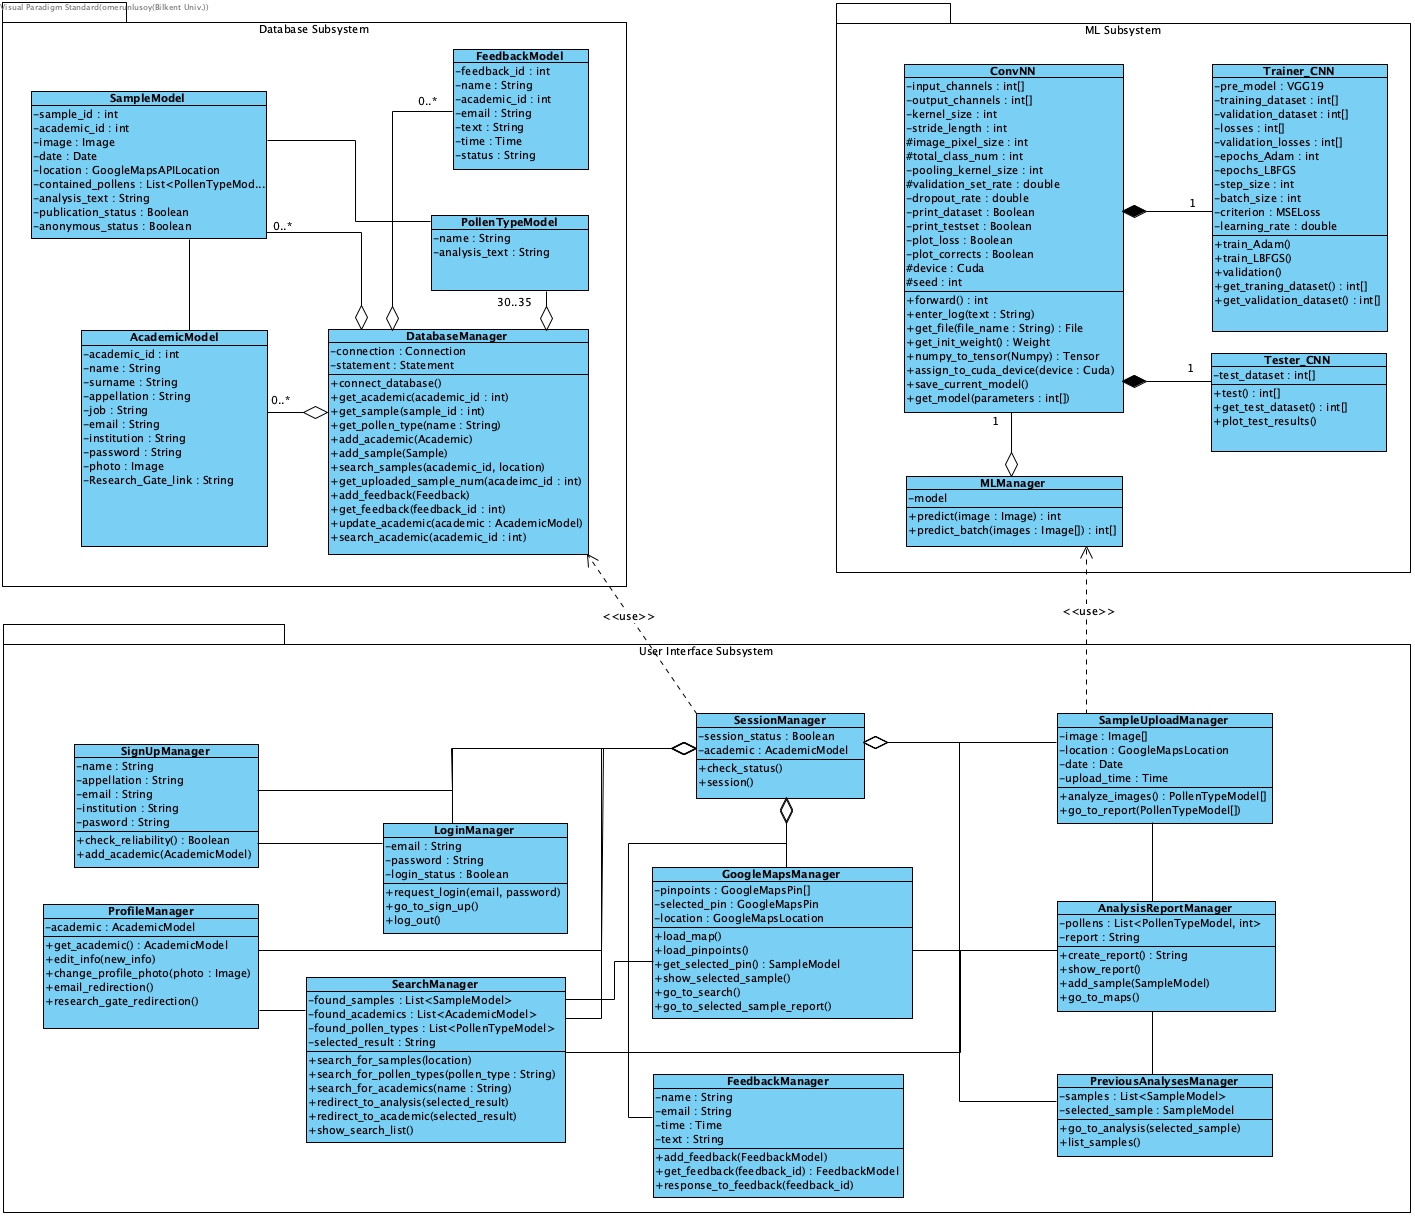 Visual Paradigm Standard(omerunlusoy(Bilkent Univ.))
Database Subsystem
FeedbackModel
-feedback_id : int
-name : String
-academic_id : int
-email : String
-text : String
-time : Time
-status : String
0..*
SampleModel
-sample_id : int
-academic_id : int
-image : Image
-date : Date
-location : GoogleMapsAPILocation
-contained_pollens : List<PollenTypeMod...
-analysis_text : String
-publication_status : Boolean
-anonymous_status : Boolean
0..*
PollenTypeModel
-name : String
-analysis_text : String
30..35
AcademicModel
-academic_id : int
-name : String
-surname : String
-appellation : String
-job : String
-email : String
-institution : String
-password : String
-photo : Image
-Research_Gate_link : String
0..*
DatabaseManager
-connection : Connection
-statement : Statement
+connect_database()
+get_academic(academic_id : int)
+get_sample(sample_id : int)
+get_pollen_type(name : String)
+add_academic(Academic)
+add_sample(Sample)
+search_samples(academic_id, location)
+get_uploaded_sample_num(acadeimc_id : int)
+add_feedback(Feedback)
+get_feedback(feedback_id : int)
+update_academic(academic : AcademicModel)
+search_academic(academic_id : int)
<<use>>
ML Subsystem
ConvNN
-input_channels : int[]
-output_channels : int[]
-kernel_size : int
-stride_length : int
#image_pixel_size : int
#total_class_num : int
-pooling_kernel_size : int
#validation_set_rate : double
-dropout_rate : double
-print_dataset : Boolean
-print_testset : Boolean
-plot_loss : Boolean
-plot_corrects : Boolean
#device : Cuda
#seed : int
+forward() : int
+enter_log(text : String)
+get_file(file_name : String) : File
+get_init_weight() : Weight
+numpy_to_tensor(Numpy) : Tensor
+assign_to_cuda_device(device : Cuda)
+save_current_model()
+get_model(parameters : int[])
1
Trainer_CNN
-pre_model : VGG19
-training_dataset : int[]
-validation_dataset : int[]
-losses : int[]
-validation_losses : int[]
-epochs_Adam : int
-epochs_LBFGS
-step_size : int
-batch_size : int
-criterion : MSELoss
-learning_rate : double
+train_Adam()
+train_LBFGS()
+validation()
+get_traning_dataset() : int[]
+get_validation_dataset() : int[]
1
Tester_CNN
-test_dataset : int[]
+test() : int[]
+get_test_dataset() : int[]
+plot_test_results()
1
MLManager
-model
+predict(image : Image) : int
+predict_batch(images : Image[]) : int[]
<<use>>
User Interface Subsystem
SessionManager
-session_status : Boolean
-academic : AcademicModel
+check_status()
+session()
SampleUploadManager
-image : Image[]
-location : GoogleMapsLocation
-date : Date
-upload_time : Time
+analyze_images() : PollenTypeModel[]
+go_to_report(PollenTypeModel[])
SignUpManager
-name : String
-appellation : String
-email : String
-institution : String
-pasword : String
+check_reliability() : Boolean
+add_academic(AcademicModel)
LoginManager
-email : String
-password : String
-login_status : Boolean
+request_login(email, password)
+go_to_sign_up()
+log_out()
GoogleMapsManager
-pinpoints : GoogleMapsPin[]
-selected_pin : GoogleMapsPin
-location : GoogleMapsLocation
+load_map()
+load_pinpoints()
+get_selected_pin() : SampleModel
+show_selected_sample()
+go_to_search()
+go_to_selected_sample_report()
ProfileManager
-academic : AcademicModel
+get_academic() : AcademicModel
+edit_info(new_info)
+change_profile_photo(photo : Image)
+email_redirection()
+research_gate_redirection()
AnalysisReportManager
-pollens : List<PollenTypeModel, int>
-report : String
+create_report() : String
+show_report()
+add_sample(SampleModel)
+go_to_maps()
SearchManager
-found_samples : List<SampleModel>
-found_academics : List<AcademicModel>
-found_pollen_types : List<PollenTypeModel>
-selected_result : String
+search_for_samples(location)
+search_for_pollen_types(pollen_type : String)
+search_for_academics(name : String)
+redirect_to_analysis(selected_result)
+redirect_to_academic(selected_result)
+show_search_list()
FeedbackManager
-name : String
-email : String
-time : Time
-text : String
+add_feedback(FeedbackModel)
+get_feedback(feedback_id) : FeedbackModel
+response_to_feedback(feedback_id)
PreviousAnalysesManager
-samples : List<SampleModel>
-selected_sample : SampleModel
+go_to_analysis(selected_sample)
+list_samples()